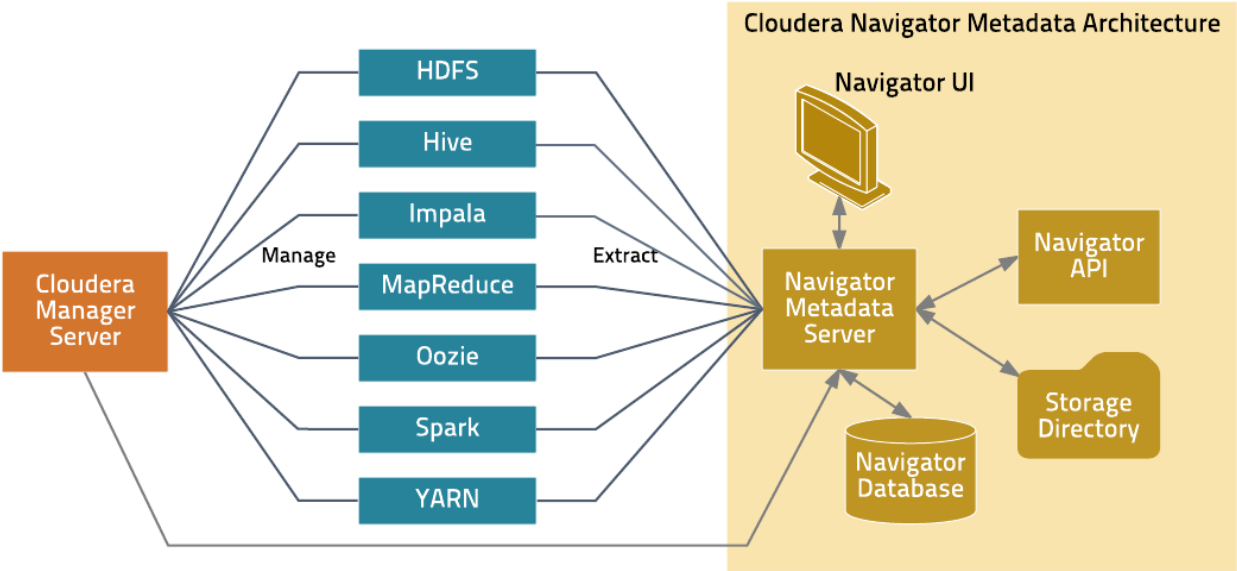 Cloudera Navigator Metadata Architecture
HDFS
Navigator UI
Hive
Impala
Manage
Extract
Cloudera
Manager
Server
MapReduce
Navigator
Metadata
Server
Navigator
API
Oozie
Storage
Directory
Spark
Navigator
Database
YARN